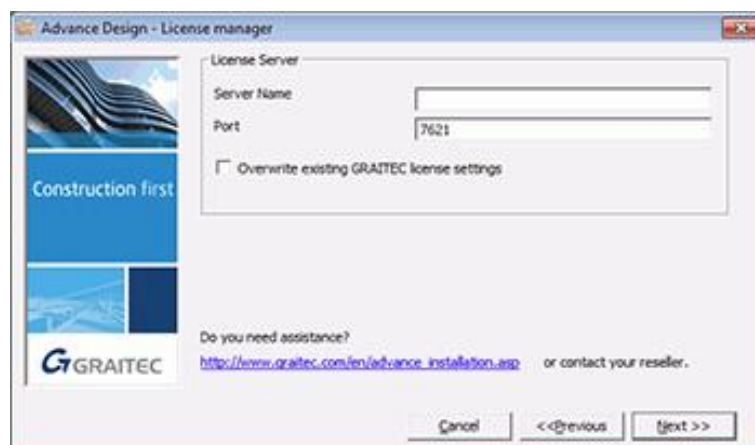 Advance Design - License manager
License Server
Server Name
Port
7621
Overwrite existing GRAITEC license settings
Construction first
Do you need assistance?
http://www.graitec.com/en/advance_installation.asp or contact your reseller.
GRAITEC
Cancel
<<Previous
Next >>